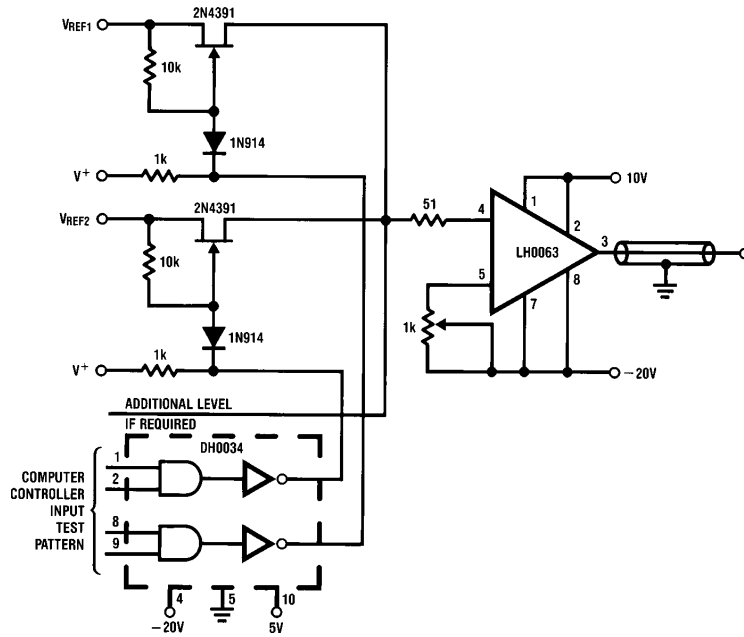 2N4391
VREF1
10k
1N914
1k
V+
2N4391
VREF2
10k
1N914
1k
V+
51
4
5
1
2
3
LH0063
7
8
10V
1k
−20V
ADDITIONAL LEVEL
IF REQUIRED
DH0034
1
2
8
9
COMPUTER
CONTROLLER
INPUT
TEST
PATTERN
4
5
10
−20V
5V